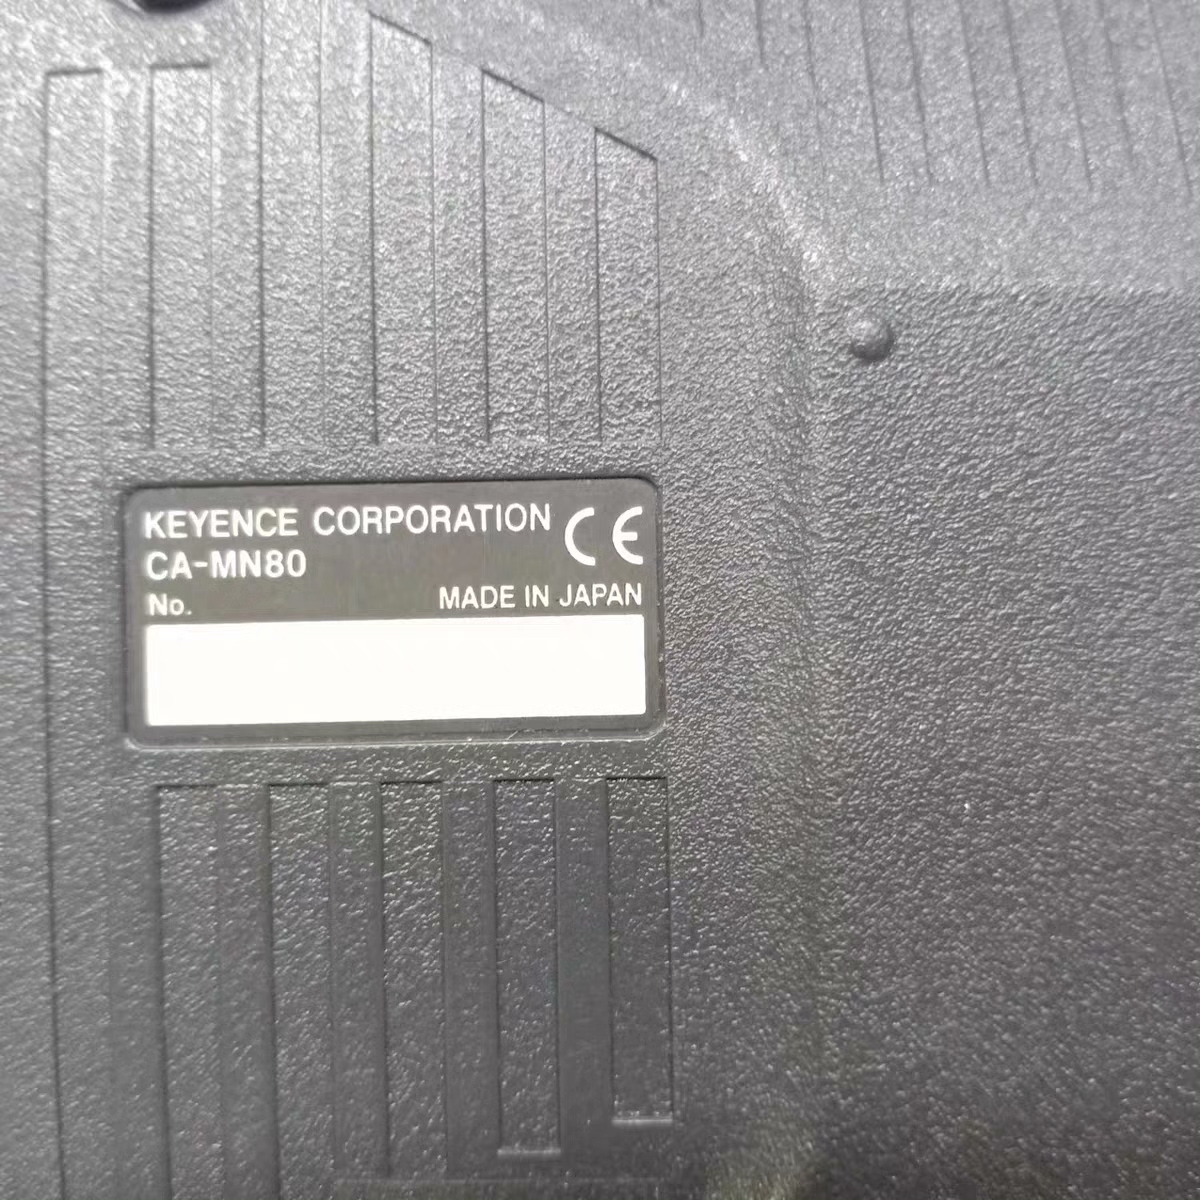 KEYENCE CORPORATION CE
CA-MN80
No. MADE IN JAPAN